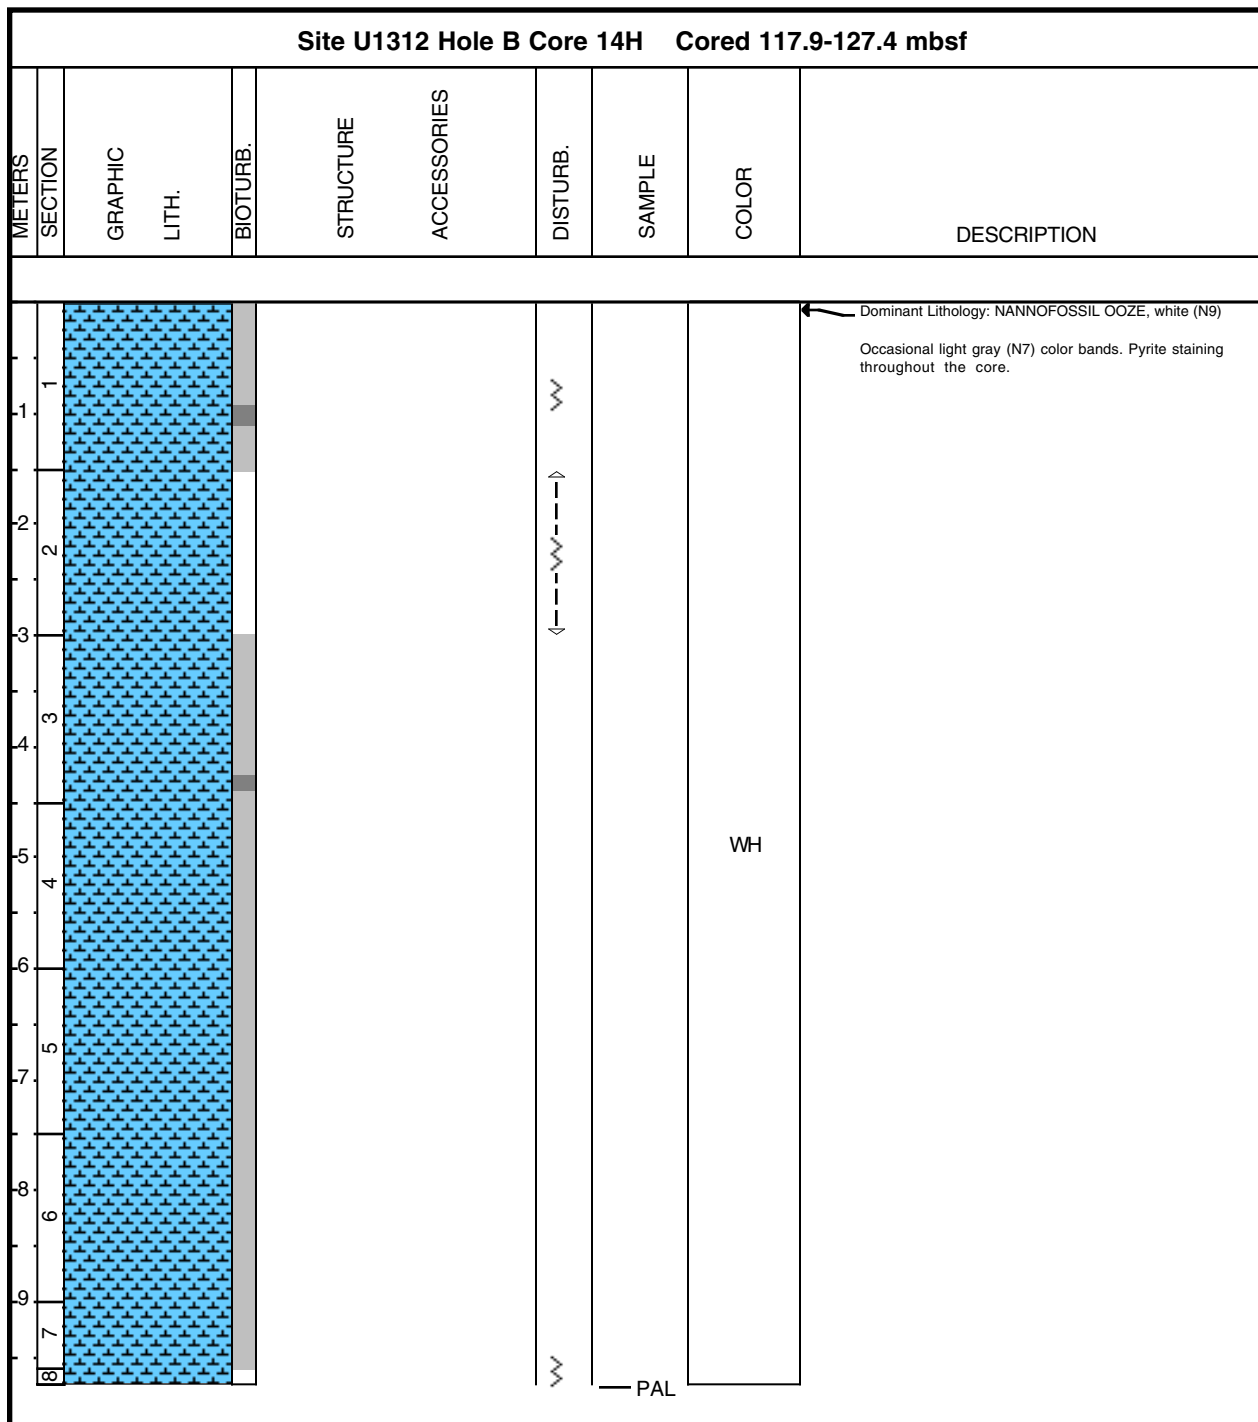 Site U1312 Hole B Core 14H Cored 117.9-127.4 mbsf
METERS
SECTION
GRAPHIC
LITH.
BIOTURB.
STRUCTURE
ACCESSORIES
DISTURB.
SAMPLE
COLOR
DESCRIPTION
Dominant Lithology: NANNOFOSSIL OOZE, white (N9)
Occasional light gray (N7) color bands. Pyrite staining
throughout the core.
1
1
2
2
3
3
4
WH
5
4
6
5
7
8
6
9
7
8
PAL